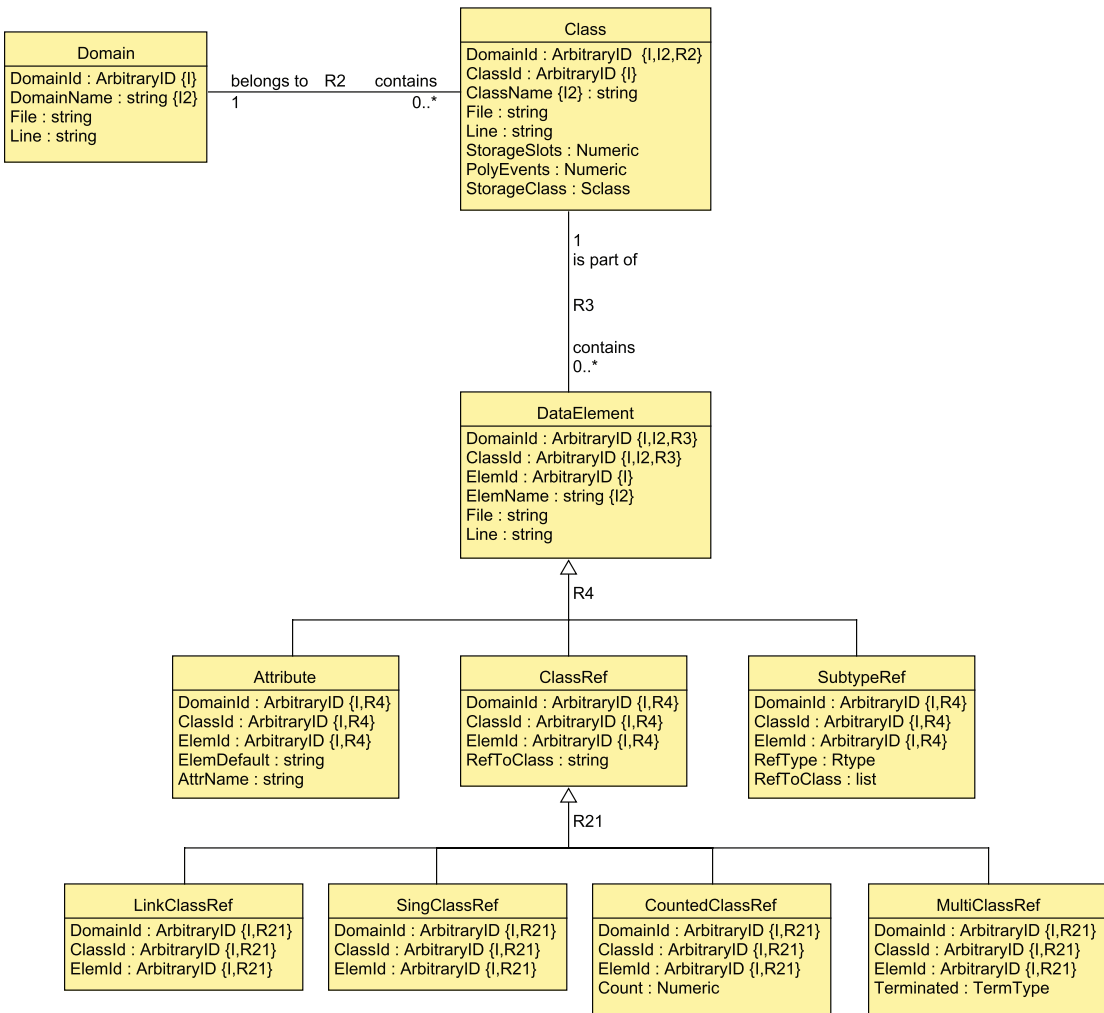 Domain
DomainId : ArbitraryID {I}
DomainName : string {I2}
File : string
Line : string
belongs to R2 contains
1 0..*
Class
DomainId : ArbitraryID {I,I2,R2}
ClassId : ArbitraryID {I}
ClassName {I2} : string
File : string
Line : string
StorageSlots : Numeric
PolyEvents : Numeric
StorageClass : Sclass
1
is part of
R3
contains
0..*
DataElement
DomainId : ArbitraryID {I,I2,R3}
ClassId : ArbitraryID {I,I2,R3}
ElemId : ArbitraryID {I}
ElemName : string {I2}
File : string
Line : string
R4
Attribute
DomainId : ArbitraryID {I,R4}
ClassId : ArbitraryID {I,R4}
ElemId : ArbitraryID {I,R4}
ElemDefault : string
AttrName : string
ClassRef
DomainId : ArbitraryID {I,R4}
ClassId : ArbitraryID {I,R4}
ElemId : ArbitraryID {I,R4}
RefToClass : string
SubtypeRef
DomainId : ArbitraryID {I,R4}
ClassId : ArbitraryID {I,R4}
ElemId : ArbitraryID {I,R4}
RefType : Rtype
RefToClass : list
R21
LinkClassRef
DomainId : ArbitraryID {I,R21}
ClassId : ArbitraryID {I,R21}
ElemId : ArbitraryID {I,R21}
SingClassRef
DomainId : ArbitraryID {I,R21}
ClassId : ArbitraryID {I,R21}
ElemId : ArbitraryID {I,R21}
CountedClassRef
DomainId : ArbitraryID {I,R21}
ClassId : ArbitraryID {I,R21}
ElemId : ArbitraryID {I,R21}
Count : Numeric
MultiClassRef
DomainId : ArbitraryID {I,R21}
ClassId : ArbitraryID {I,R21}
ElemId : ArbitraryID {I,R21}
Terminated : TermType